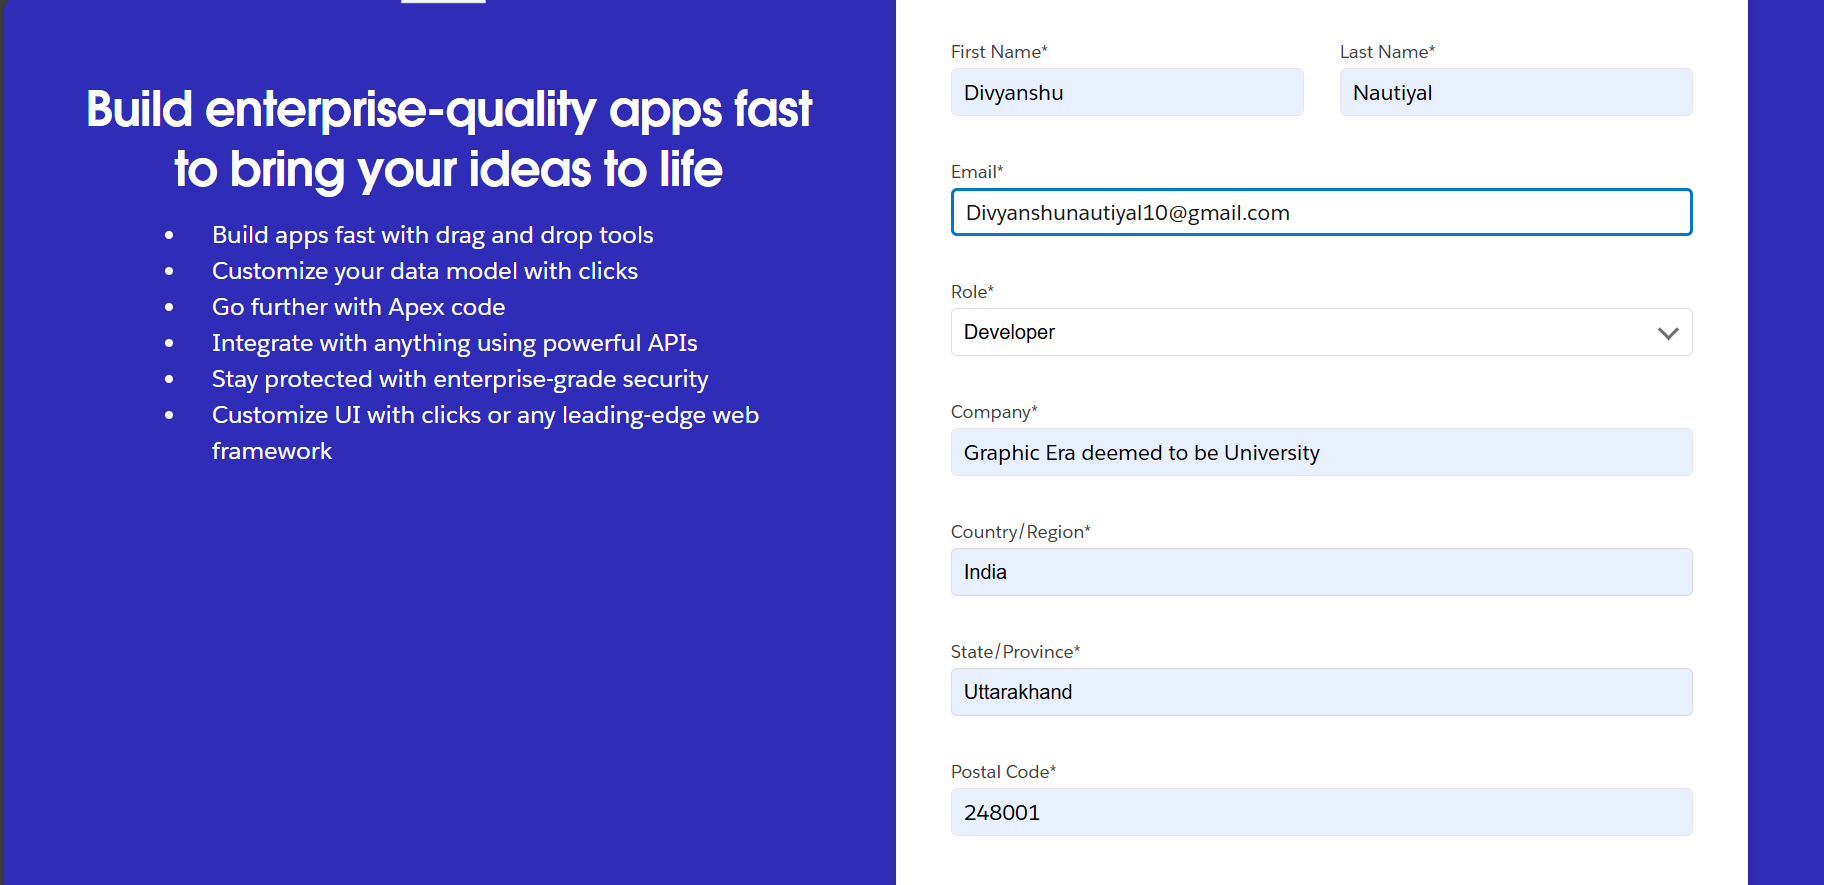 Build enterprise-quality apps fast
to bring your ideas to life
• Build apps fast with drag and drop tools
• Customize your data model with clicks
• Go further with Apex code
• Integrate with anything using powerful APIs
• Stay protected with enterprise-grade security
• Customize UI with clicks or any leading-edge web
framework
First Name* Last Name*
Divyanshu Nautiyal
Email*
Divyanshunautiyal10@gmail.com
Role*
Developer
Company*
Graphic Era deemed to be University
Country/Region*
India
State/Province*
Uttarakhand
Postal Code*
248001